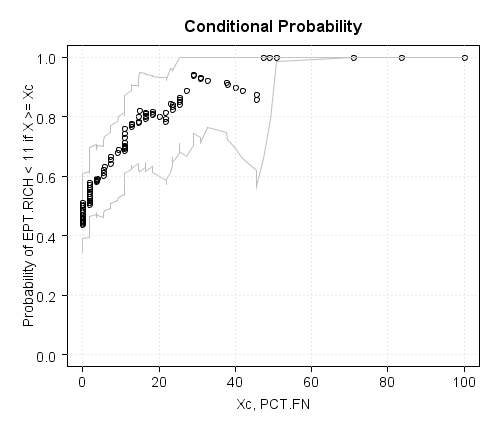 Conditional Probability
Probability of EPT.RICH < 11 if X >= Xc
1.0
0.8
0.6
0.4
0.2
0.0
0 20 40 60 80 100
Xc, PCT.FN